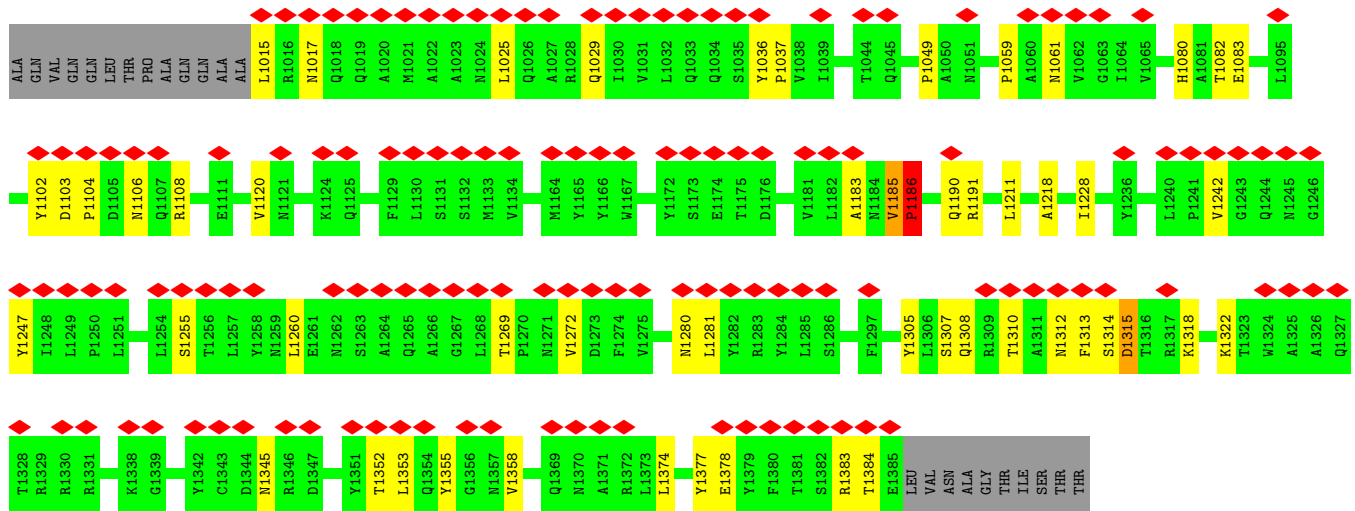 ALA GLN VAL GLN GLN LEU THR PRO ALA GLN GLN ALA ALA L1015 R1016 N1017 Q1018 Q1019 A1020 M1021 A1022 A1023 N1024 L1025 Q1026 A1027 R1028 Q1029 I1030 V1031 L1032 Q1033 Q1034 S1035 Y1036 P1037 V1038 I1039 T1044 Q1045 P1049 A1050 N1051 P1059 A1060 N1061 V1062 G1063 I1064 V1065 H1080 A1081 T1082 E1083 L1095
Y1102 D1103 P1104 D1105 N1106 Q1107 R1108 E1111 V1120 N1121 K1124 Q1125 F1129 L1130 S1131 S1132 M1133 V1134 M1164 Y1165 Y1166 W1167 Y1172 S1173 E1174 T1175 D1176 V1181 L1182 A1183 N1184 V1185 P1186 Q1190 R1191 L1211 A1218 I1228 Y1236 L1240 P1241 V1242 G1243 Q1244 N1245 G1246
Y1247 I1248 L1249 P1250 L1251 L1254 S1255 T1256 L1257 Y1258 N1259 L1260 E1261 N1262 S1263 A1264 Q1265 A1266 G1267 L1268 T1269 P1270 N1271 V1272 D1273 F1274 V1275 N1280 L1281 Y1282 R1283 Y1284 L1285 S1286 F1297 Y1305 L1306 S1307 Q1308 R1309 T1310 A1311 N1312 F1313 S1314 D1315 T1316 R1317 K1318 K1322 T1323 W1324 A1325 A1326 Q1327
T1328 R1329 R1330 R1331 K1338 G1339 Y1342 C1343 D1344 N1345 R1346 D1347 Y1351 T1352 L1353 Q1354 Y1355 G1356 N1357 V1358 Q1369 N1370 A1371 R1372 L1373 L1374 Y1377 E1378 Y1379 F1380 T1381 S1382 R1383 T1384 E1385 LEU VAL ASN ALA GLY THR ILE SER THR THR